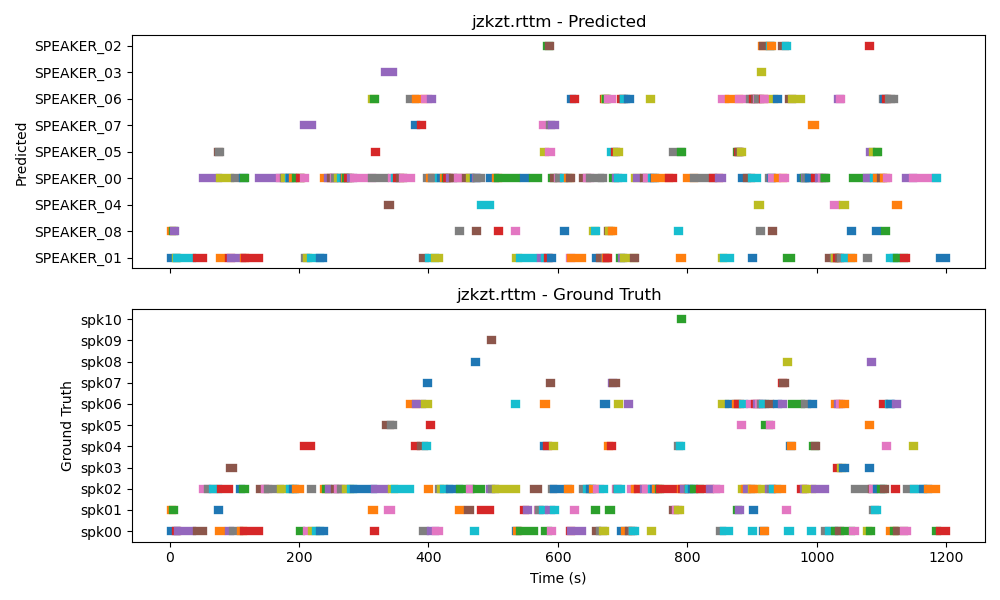 jzkzt.rttm - Predicted
SPEAKER_02
SPEAKER_03
SPEAKER_06
SPEAKER_07
SPEAKER_05
SPEAKER_00
SPEAKER_04
SPEAKER_08
SPEAKER_01
Predicted
jzkzt.rttm - Ground Truth
spk10
spk09
spk08
spk07
spk06
spk05
spk04
spk03
spk02
spk01
spk00
Ground Truth
0 200 400 600 800 1000 1200
Time (s)